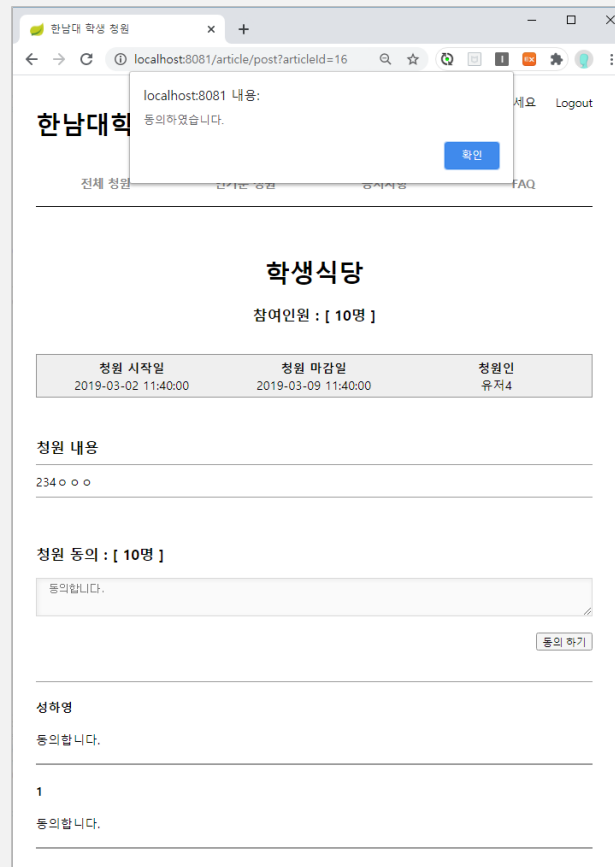 한남대 학생 청원
localhost:8081/article/post?articleId=16
localhost:8081 내용:
동의하였습니다.
확인
세요 Logout
한남대학
전체 청원 FAQ
학생식당
참여인원 : [ 10명 ]
청원 시작일 청원 마감일 청원인
2019-03-02 11:40:00 2019-03-09 11:40:00 유저4
청원 내용
234ㅇㅇㅇ
청원 동의 : [ 10명 ]
동의합니다.
동의 하기
성하영
동의합니다.
1
동의합니다.